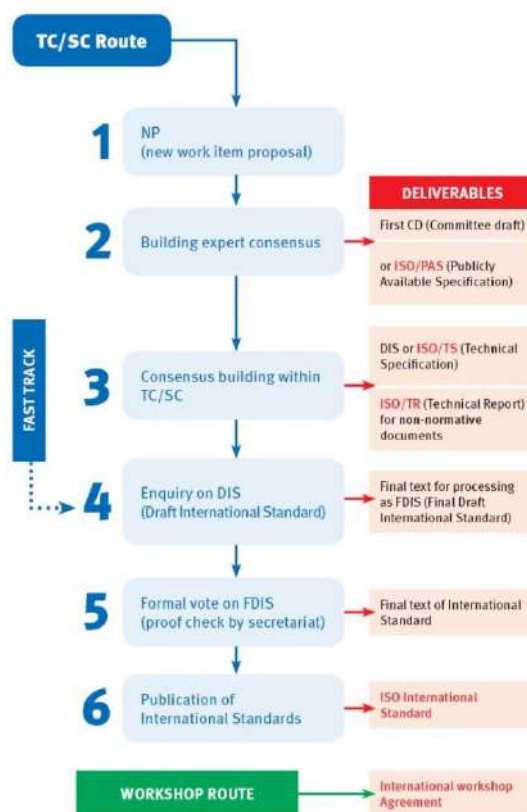 TC/SC Route
1
NP
(new work item proposal)
DELIVERABLES
2
Building expert consensus
First CD (Committee draft)
or ISO/PAS (Publicly
Available Specification)
FAST TRACK
3
Consensus building within
TC/SC
DIS or ISO/TS (Technical
Specification)
ISO/TR (Technical Report)
for non-normative
documents
4
Enquiry on DIS
(Draft International Standard)
Final text for processing
as FDIS (Final Draft
International Standard)
5
Formal vote on FDIS
(proof check by secretariat)
Final text of International
Standard
6
Publication of
International Standards
ISO International
Standard
WORKSHOP ROUTE
International workshop
Agreement